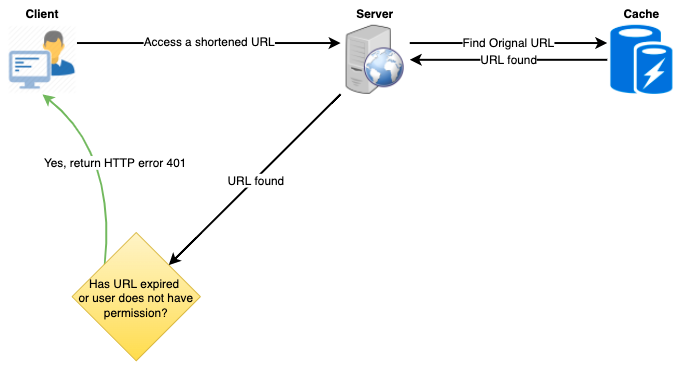 Client
Server
Cache
Access a shortened URL
Find Orignal URL
URL found
Yes, return HTTP error 401
URL found
Has URL expired
or user does not have
permission?